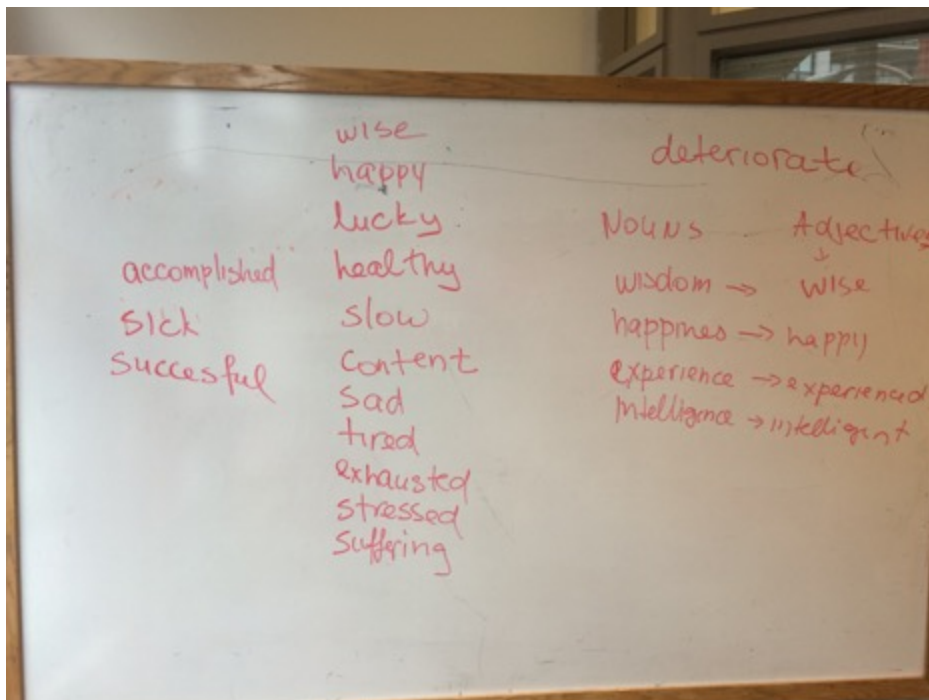 accomplished
sick
succesful
wise
happy
lucky
healthy
slow
content
sad
tired
exhausted
stressed
suffering
deteriorate
Nouns Adjectives
↓
wisdom → wise
happines → happy
experience → experienced
Intelligence → intelligent